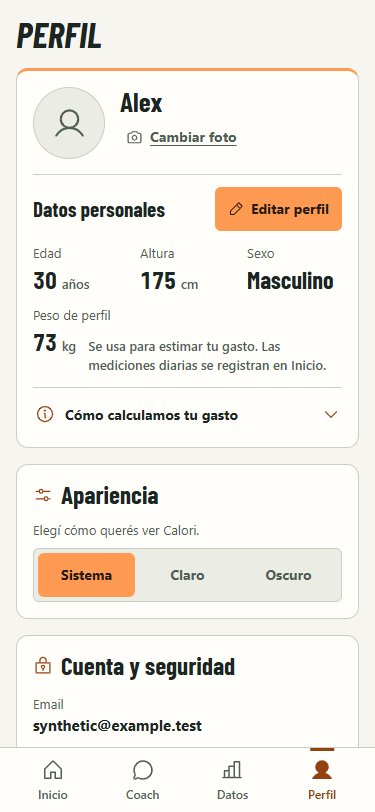 PERFIL
Alex
Cambiar foto
Datos personales
Editar perfil
Edad
Altura
Sexo
30 años
175 cm
Masculino
Peso de perfil
73 kg
Se usa para estimar tu gasto. Las
mediciones diarias se registran en Inicio.
Cómo calculamos tu gasto
Apariencia
Elegí cómo querés ver Calori.
Sistema
Claro
Oscuro
Cuenta y seguridad
Email
synthetic@example.test
Inicio
Coach
Datos
Perfil